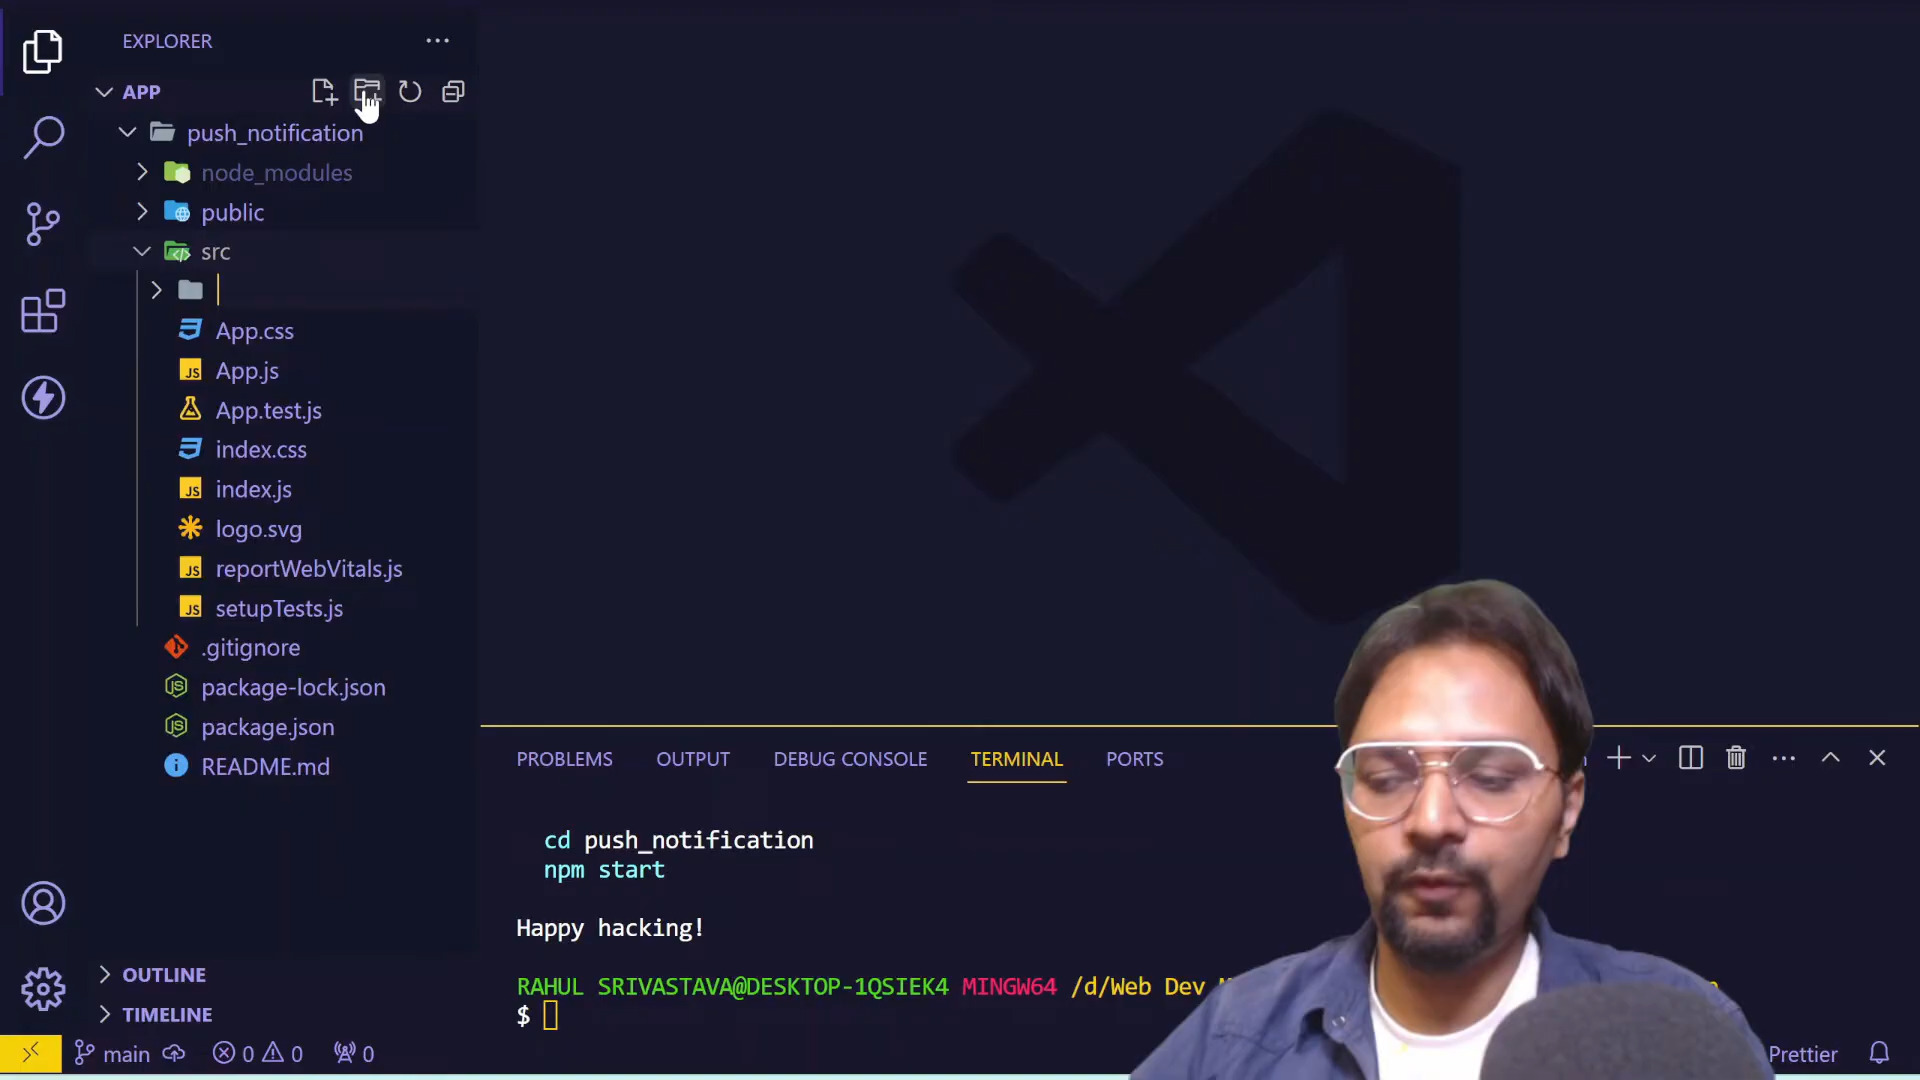 EXPLORER
APP
push_notification
node_modules
public
src
App.css
App.js
App.test.js
index.css
index.js
logo.svg
reportWebVitals.js
setupTests.js
.gitignore
package-lock.json
package.json
README.md
OUTLINE
TIMELINE
PROBLEMS OUTPUT DEBUG CONSOLE TERMINAL PORTS
cd push_notification
npm start
Happy hacking!
RAHUL SRIVASTAVA@DESKTOP-1QSIEK4 MINGW64 /d/Web Dev
$
main 0 0 0 Prettier